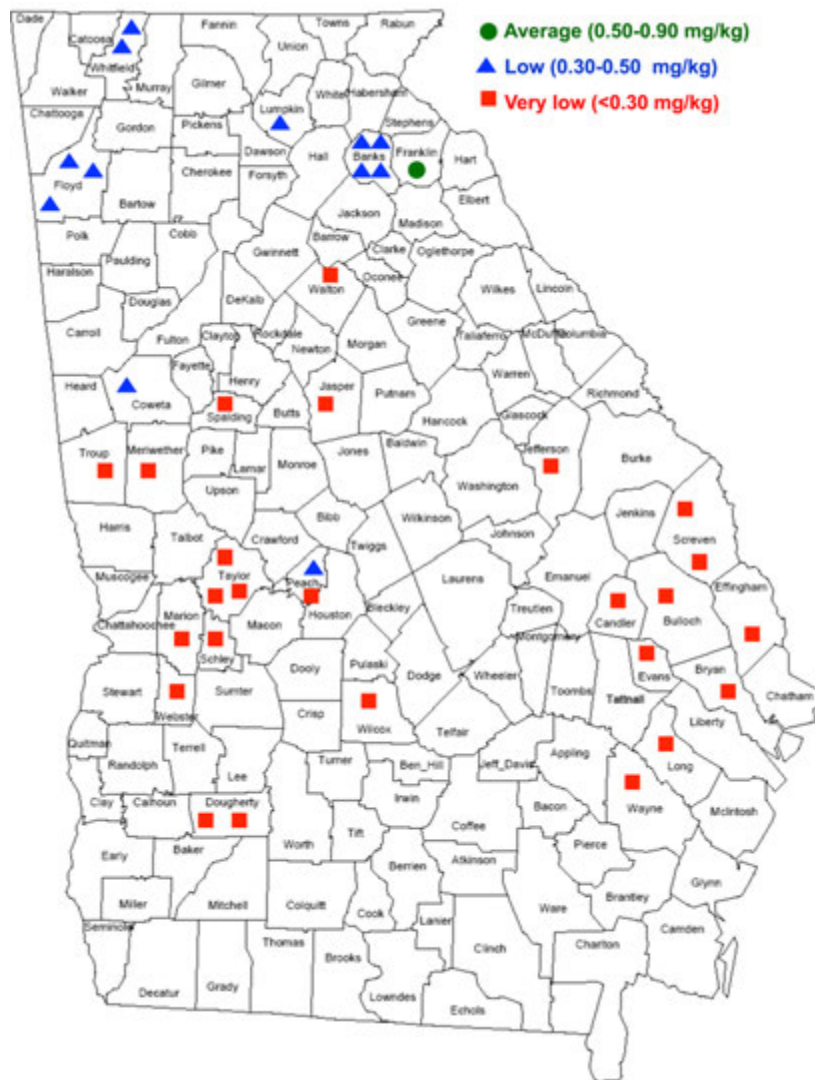 Average (0.50-0.90 mg/kg)
Low (0.30-0.50 mg/kg)
Very low (<0.30 mg/kg)
Dade
Catoosa
Fannin
Towns
Rabun
Union
Whitfield
Murray
Walker
Gilmer
White
Habersham
Lumpkin
Chattooga
Stephens
Gordon
Pickens
Dawson
Hall
Banks
Franklin
Hart
Floyd
Bartow
Cherokee
Forsyth
Elbert
Jackson
Madison
Polk
Cobb
Gwinnett
Barrow
Clarke
Oglethorpe
Paulding
Haralson
Oconee
Walton
Wilkes
Lincoln
Douglas
DeKalb
Carroll
Fulton
Clayton
Rockdale
Newton
Morgan
Greene
Taliaferro
McDuffie
Columbia
Fayette
Henry
Warren
Heard
Coweta
Jasper
Putnam
Richmond
Spalding
Butts
Hancock
Glascock
Troup
Meriwether
Pike
Lamar
Monroe
Jones
Baldwin
Jefferson
Burke
Washington
Upson
Harris
Talbot
Crawford
Bibb
Twiggs
Wilkinson
Johnson
Jenkins
Screven
Muscogee
Taylor
Peach
Houston
Bleckley
Laurens
Emanuel
Treutlen
Candler
Bulloch
Effingham
Chattahoochee
Marion
Macon
Schley
Montgomery
Dooly
Pulaski
Dodge
Wheeler
Toombs
Tattnall
Evans
Bryan
Chatham
Stewart
Webster
Sumter
Crisp
Wilcox
Telfair
Liberty
Quitman
Terrell
Randolph
Lee
Turner
Ben_Hill
Jeff_Davis
Appling
Long
Clay
Calhoun
Dougherty
Irwin
Bacon
Wayne
McIntosh
Early
Baker
Worth
Tift
Coffee
Pierce
Berrien
Atkinson
Miller
Mitchell
Colquitt
Cook
Lanier
Ware
Brantley
Glynn
Seminole
Thomas
Brooks
Clinch
Charlton
Camden
Decatur
Grady
Lowndes
Echols